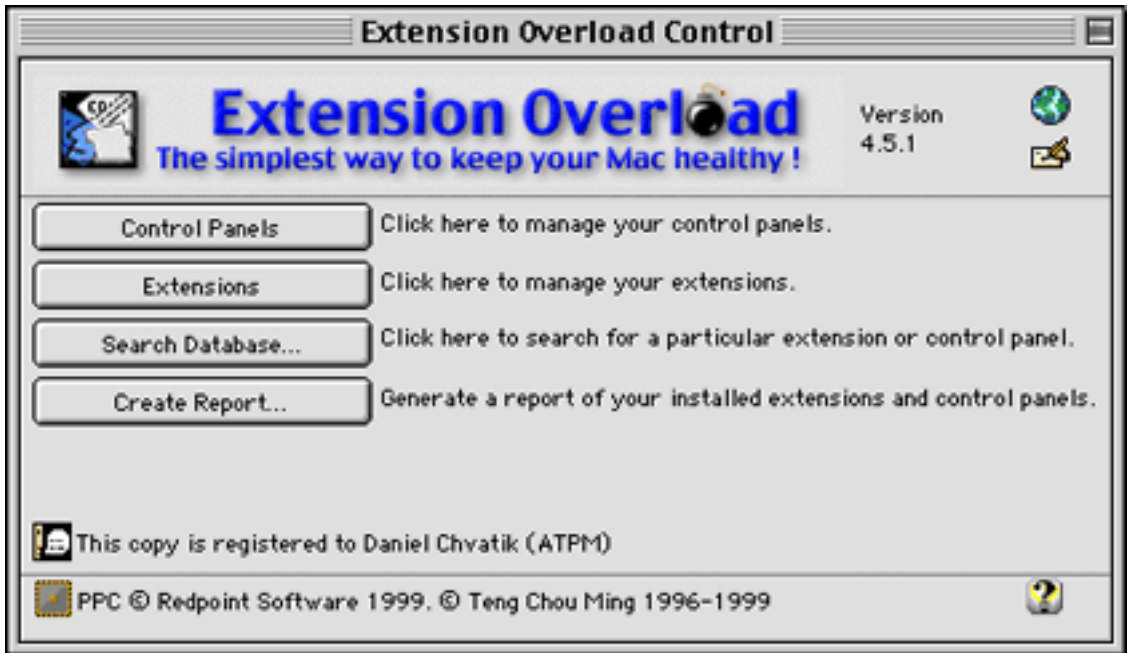 Extension Overload Control
Extension Overload
The simplest way to keep your Mac healthy !
Version
4.5.1
Control Panels
Click here to manage your control panels.
Extensions
Click here to manage your extensions.
Search Database...
Click here to search for a particular extension or control panel.
Create Report...
Generate a report of your installed extensions and control panels.
This copy is registered to Daniel Chvatik (ATPM)
PPC © Redpoint Software 1999. © Teng Chou Ming 1996-1999
?